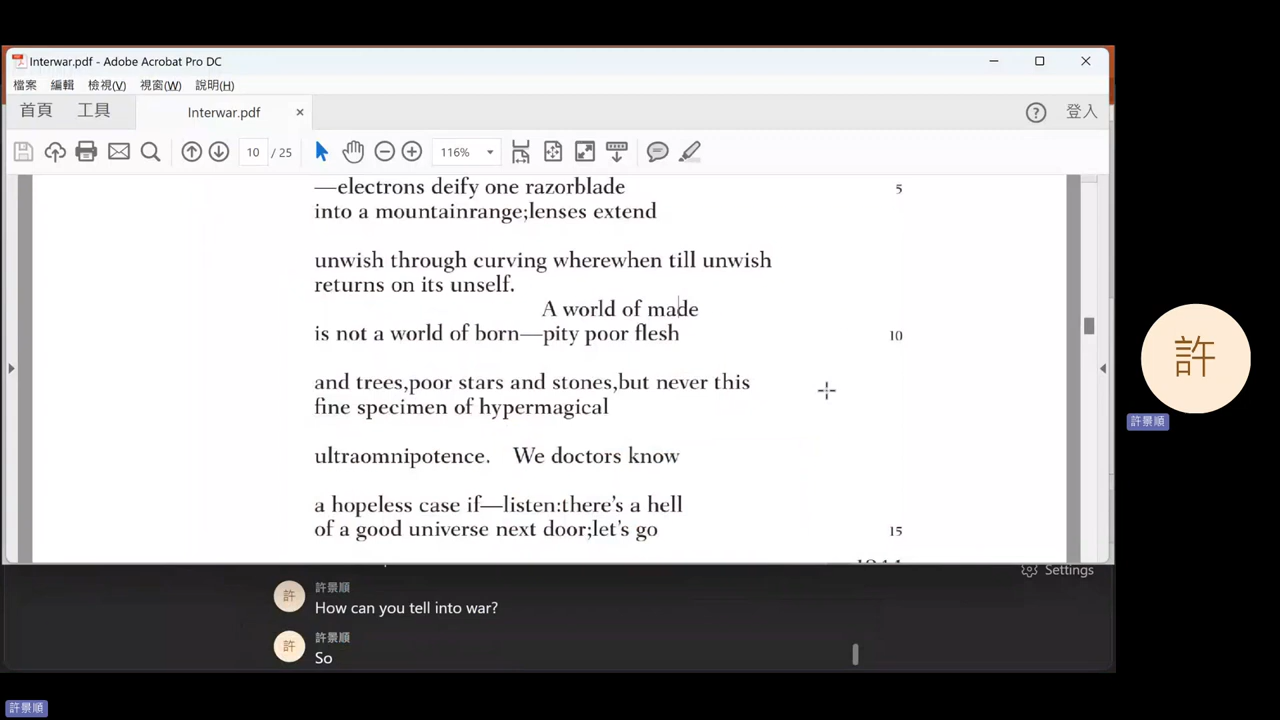 Interwar.pdf - Adobe Acrobat Pro DC
檔案 編輯 檢視(V) 視窗(W) 說明(H)
首頁 工具 Interwar.pdf × ? 登入
10 / 25 116%
—electrons deify one razorblade 5
into a mountainrange;lenses extend
unwish through curving wherewhen till unwish
returns on its unself.
A world of made
is not a world of born—pity poor flesh 10
and trees,poor stars and stones,but never this
fine specimen of hypermagical
ultraomnipotence. We doctors know
a hopeless case if—listen:there's a hell
of a good universe next door;let's go 15
Settings
許 許景順
How can you tell into war?
許 許景順
So
許
許景順
許景順